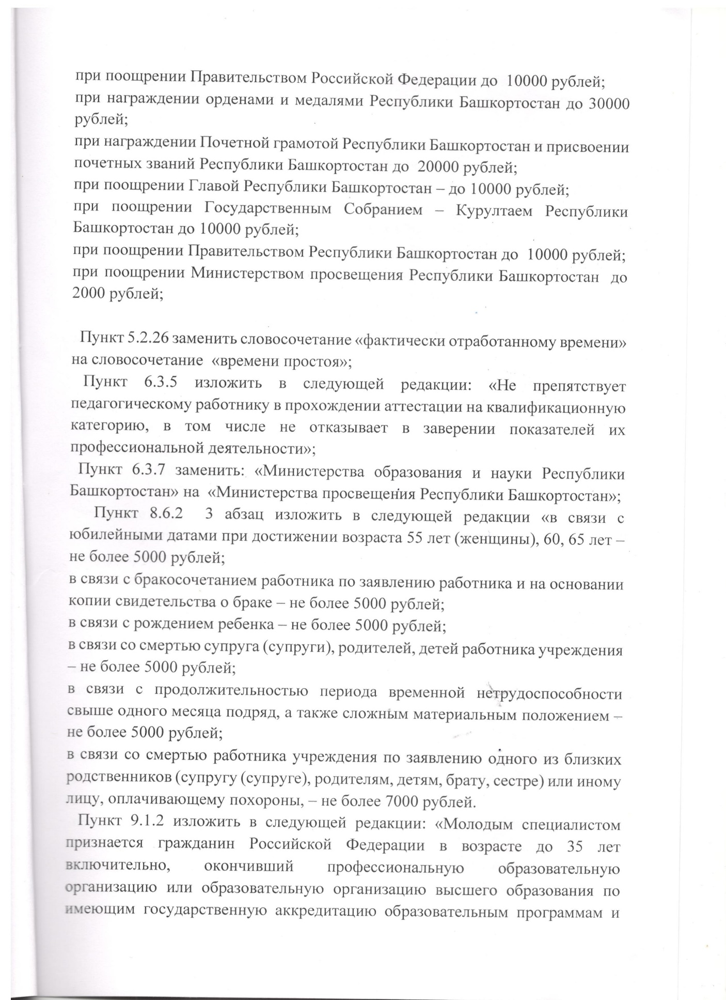 при поощрении Правительством Российской Федерации до 10000 рублей;
при награждении орденами и медалями Республики Башкортостан до 30000
рублей;
при награждении Почетной грамотой Республики Башкортостан и присвоении
почетных званий Республики Башкортостан до 20000 рублей;
при поощрении Главой Республики Башкортостан – до 10000 рублей;
при поощрении Государственным Собранием – Курултаем Республики
Башкортостан до 10000 рублей;
при поощрении Правительством Республики Башкортостан до 10000 рублей;
при поощрении Министерством просвещения Республики Башкортостан до
2000 рублей;
Пункт 5.2.26 заменить словосочетание «фактически отработанному времени»
на словосочетание «времени простоя»;
Пункт 6.3.5 изложить в следующей редакции: «Не препятствует
педагогическому работнику в прохождении аттестации на квалификационную
категорию, в том числе не отказывает в заверении показателей их
профессиональной деятельности»;
Пункт 6.3.7 заменить: «Министерства образования и науки Республики
Башкортостан» на «Министерства просвещения Республики Башкортостан»;
Пункт 8.6.2 3 абзац изложить в следующей редакции «в связи с
юбилейными датами при достижении возраста 55 лет (женщины), 60, 65 лет –
не более 5000 рублей;
в связи с бракосочетанием работника по заявлению работника и на основании
копии свидетельства о браке – не более 5000 рублей;
в связи с рождением ребенка – не более 5000 рублей;
в связи со смертью супруга (супруги), родителей, детей работника учреждения
– не более 5000 рублей;
в связи с продолжительностью периода временной нетрудоспособности
свыше одного месяца подряд, а также сложным материальным положением –
не более 5000 рублей;
в связи со смертью работника учреждения по заявлению одного из близких
родственников (супругу (супруге), родителям, детям, брату, сестре) или иному
лицу, оплачивающему похороны, – не более 7000 рублей.
Пункт 9.1.2 изложить в следующей редакции: «Молодым специалистом
признается гражданин Российской Федерации в возрасте до 35 лет
включительно, окончивший профессиональную образовательную
организацию или образовательную организацию высшего образования по
имеющим государственную аккредитацию образовательным программам и